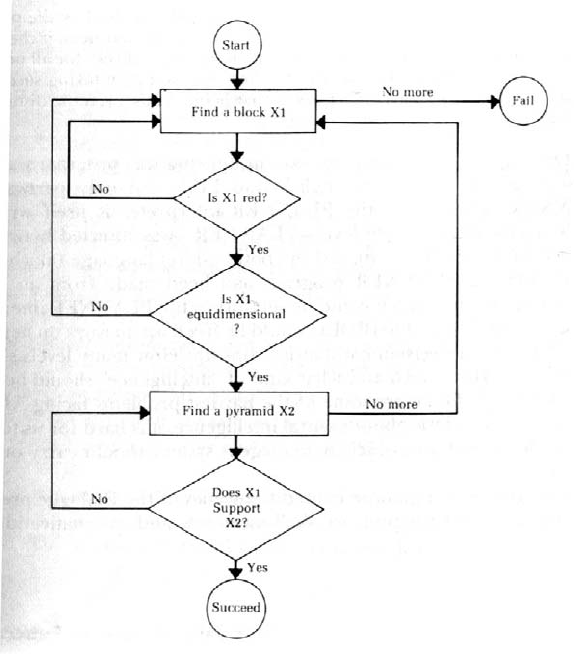 Start
Find a block X1
No more
Fail
No
Is X1 red?
Yes
No
Is X1
equidimensional
?
Yes
Find a pyramid X2
No more
No
Does X1
Support
X2?
Yes
Succeed